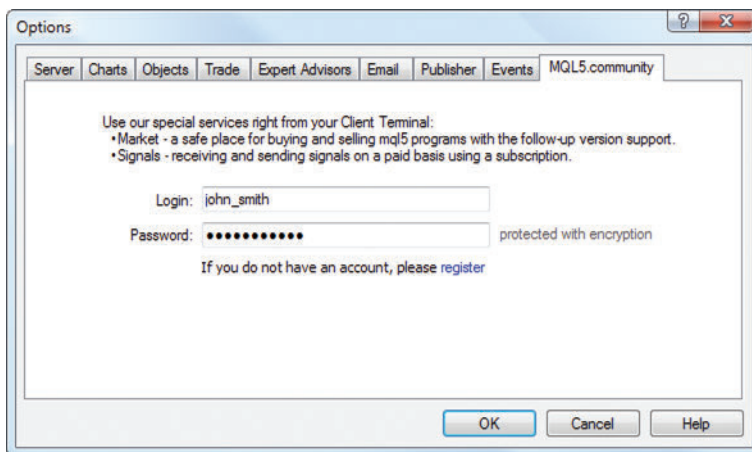 Options
Server Charts Objects Trade Expert Advisors Email Publisher Events MQL5.community
Use our special services right from your Client Terminal:
•Market - a safe place for buying and selling mql5 programs with the follow-up version support.
•Signals - receiving and sending signals on a paid basis using a subscription.
Login: john_smith
Password: ●●●●●●●●●●● protected with encryption
If you do not have an account, please register
OK Cancel Help